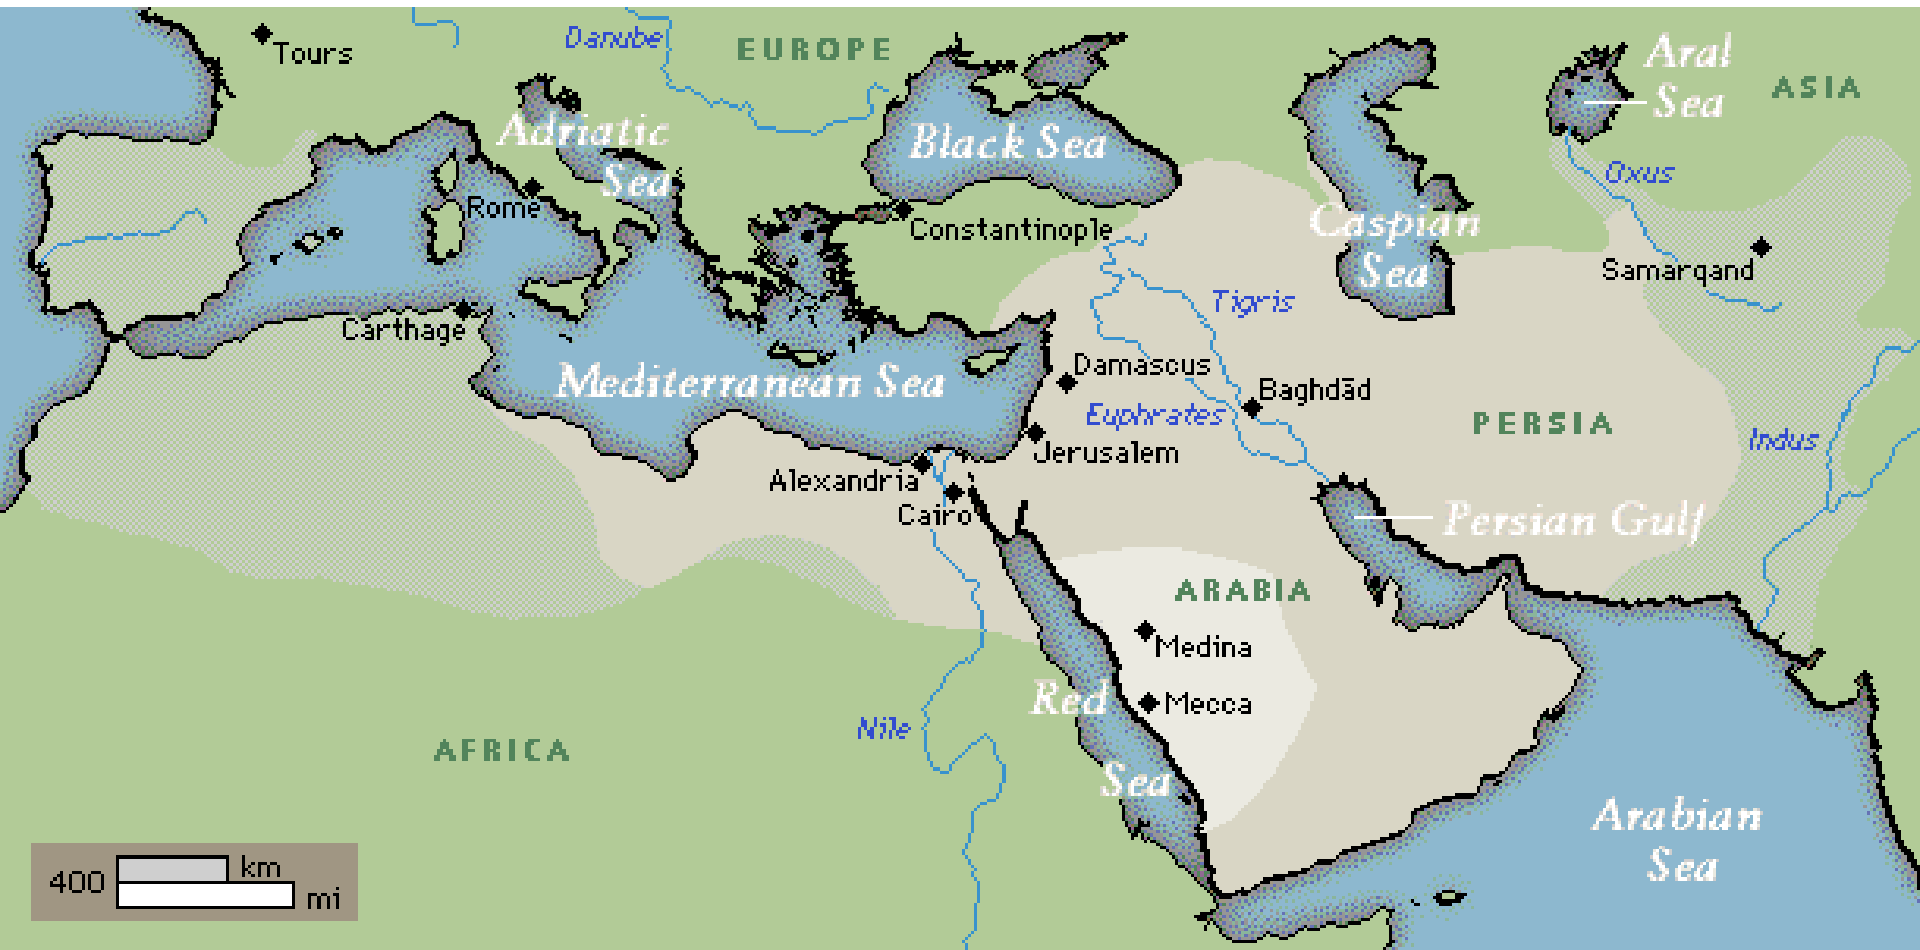 Tours
Danube
EUROPE
Aral
Sea
ASIA
Adriatic
Sea
Black Sea
Oxus
Rome
Constantinople
Caspian
Sea
Samarqand
Tigris
Carthage
Mediterranean Sea
Damascus
Baghdād
Euphrates
PERSIA
Indus
Jerusalem
Alexandria
Cairo
Persian Gulf
ARABIA
Medina
Red
Sea
Mecca
Nile
AFRICA
Arabian
Sea
400
km
mi